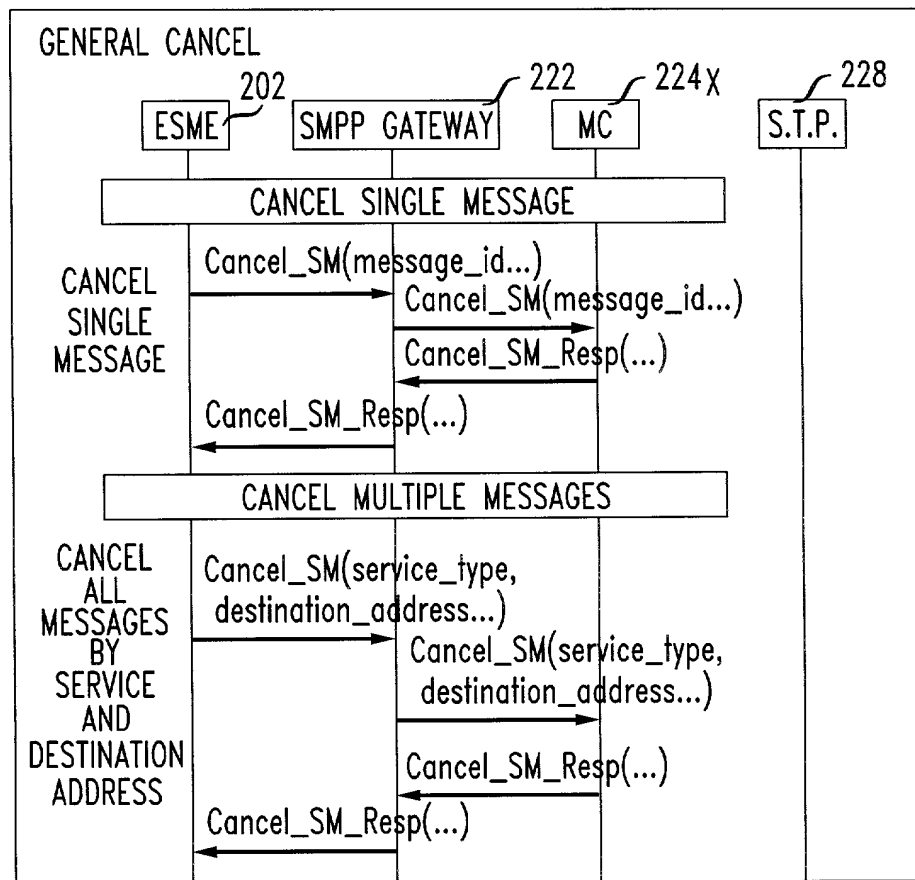 GENERAL CANCEL
202 222 224X 228
ESME SMPP GATEWAY MC S.T.P.
CANCEL SINGLE MESSAGE
CANCEL
SINGLE
MESSAGE
Cancel_SM(message_id...)
Cancel_SM(message_id...)
Cancel_SM_Resp(...)
Cancel_SM_Resp(...)
CANCEL MULTIPLE MESSAGES
CANCEL
ALL
MESSAGES
BY
SERVICE
AND
DESTINATION
ADDRESS
Cancel_SM(service_type,
destination_address...)
Cancel_SM(service_type,
destination_address...)
Cancel_SM_Resp(...)
Cancel_SM_Resp(...)